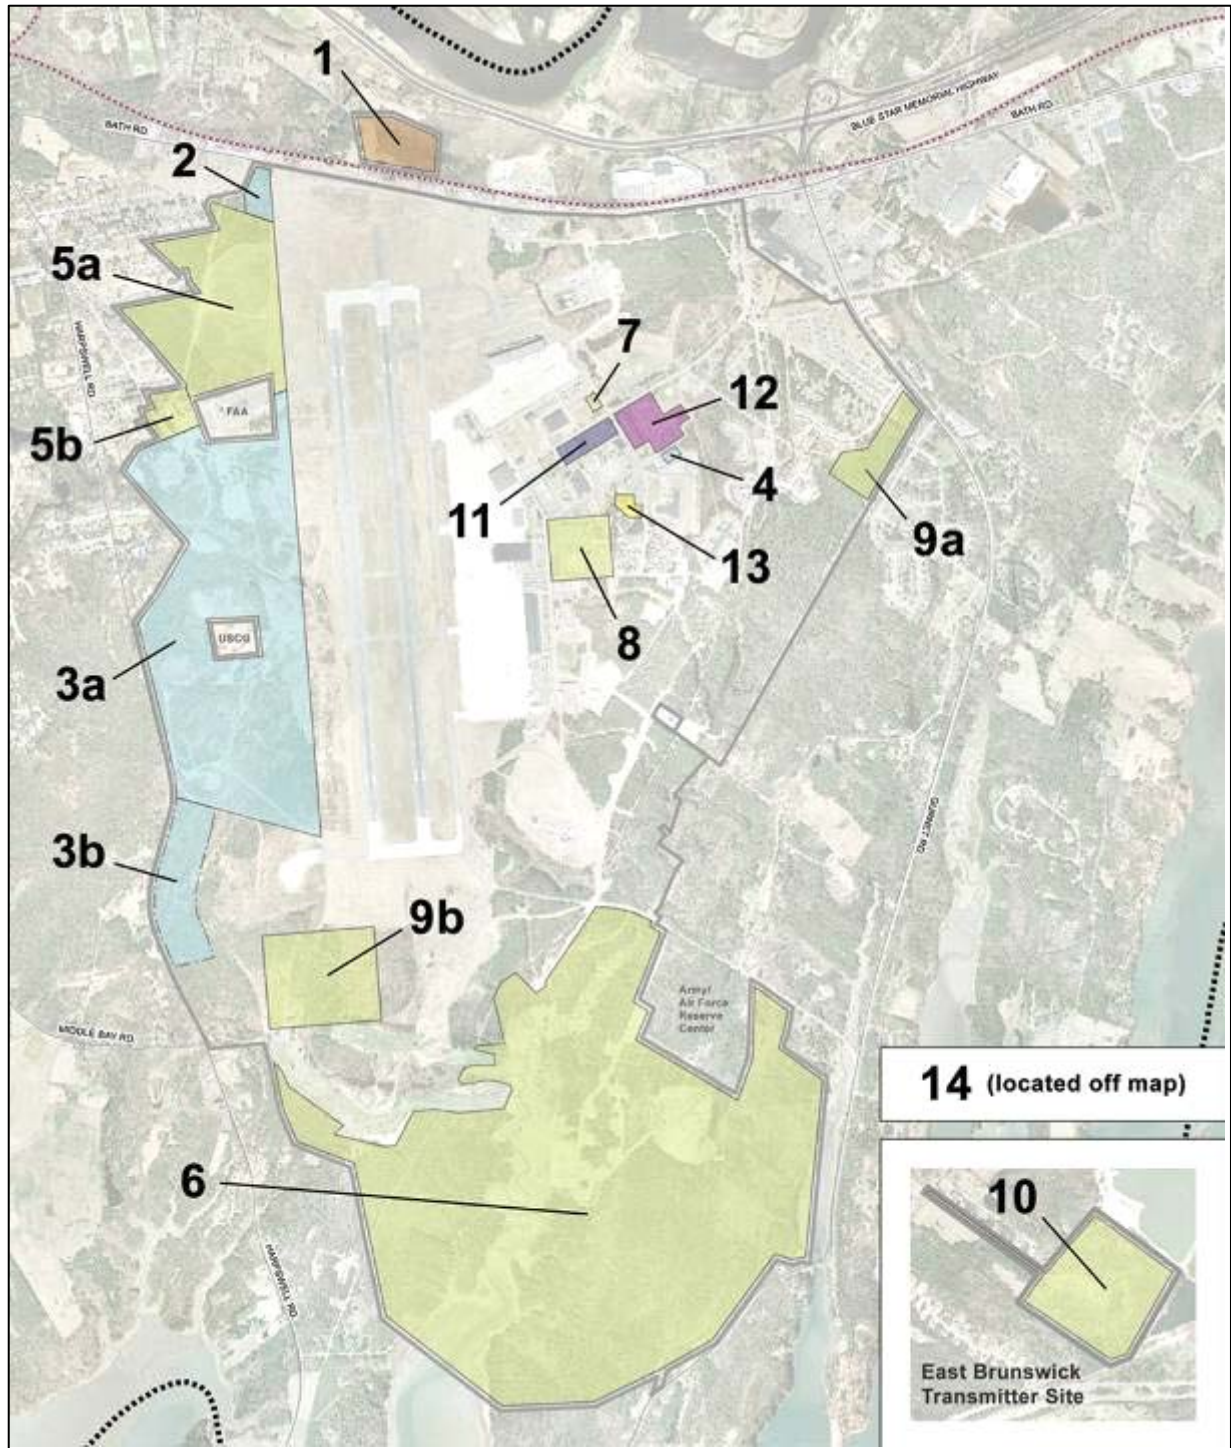 1
BLUE STAR MEMORIAL HIGHWAY
BATH RD
BATH RD
2
5a
HARPSWELL RD
7
12
FAA
5b
4
11
9a
13
8
USCG
3a
3b
GURNET RD
9b
Army/
Air Force
Reserve
Center
MIDDLE BAY RD
14 (located off map)
6
10
HARPSWELL RD
East Brunswick
Transmitter Site